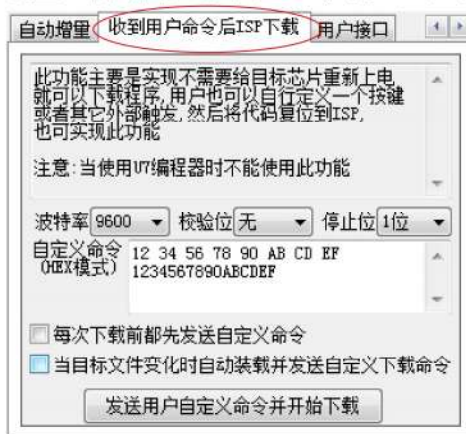 自动增量 收到用户命令后ISP下载 用户接口
此功能主要是实现不需要给目标芯片重新上电
就可以下载程序,用户也可以自行定义一个按键
或者其它外部触发,然后将代码复位到ISP,
也可实现此功能
注意:当使用U7编程器时不能使用此功能
波特率 9600 校验位 无 停止位 1位
自定义命令 12 34 56 78 90 AB CD EF
(HEX模式) 1234567890ABCDEF
每次下载前都先发送自定义命令
当目标文件变化时自动装载并发送自定义下载命令
发送用户自定义命令并开始下载